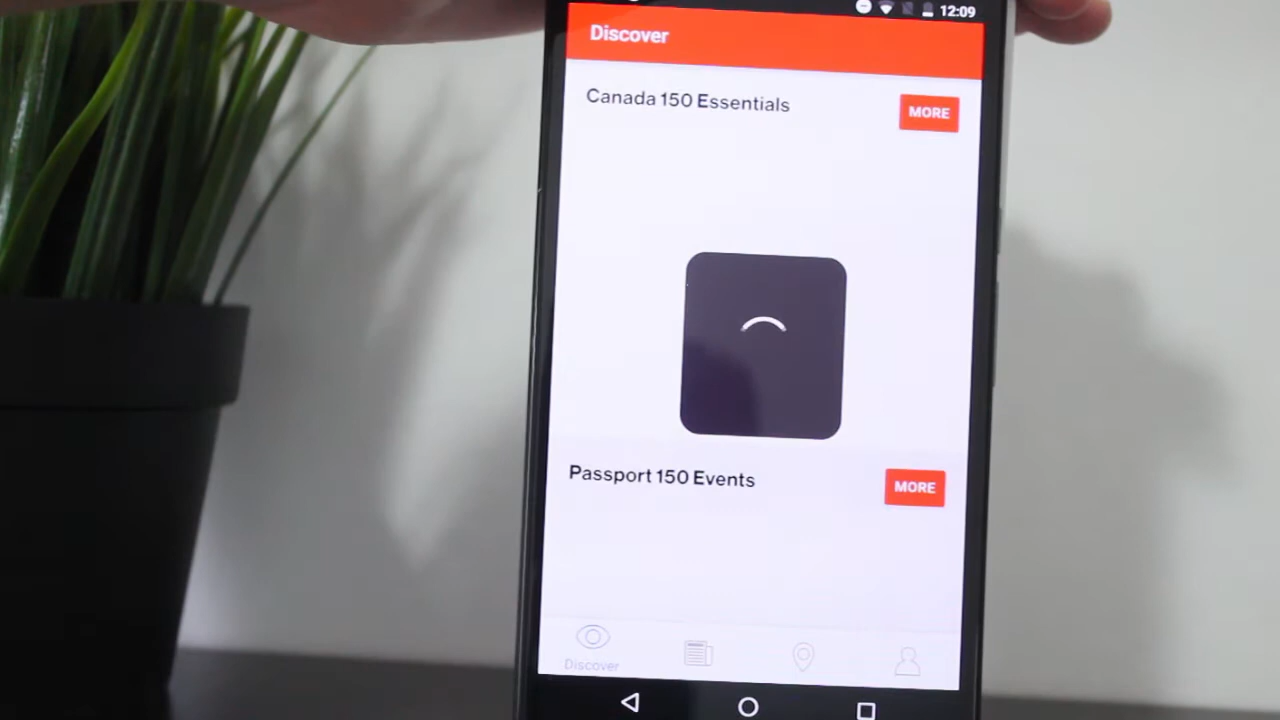 12:09
Discover
Canada 150 Essentials
MORE
Passport 150 Events
MORE
Discover